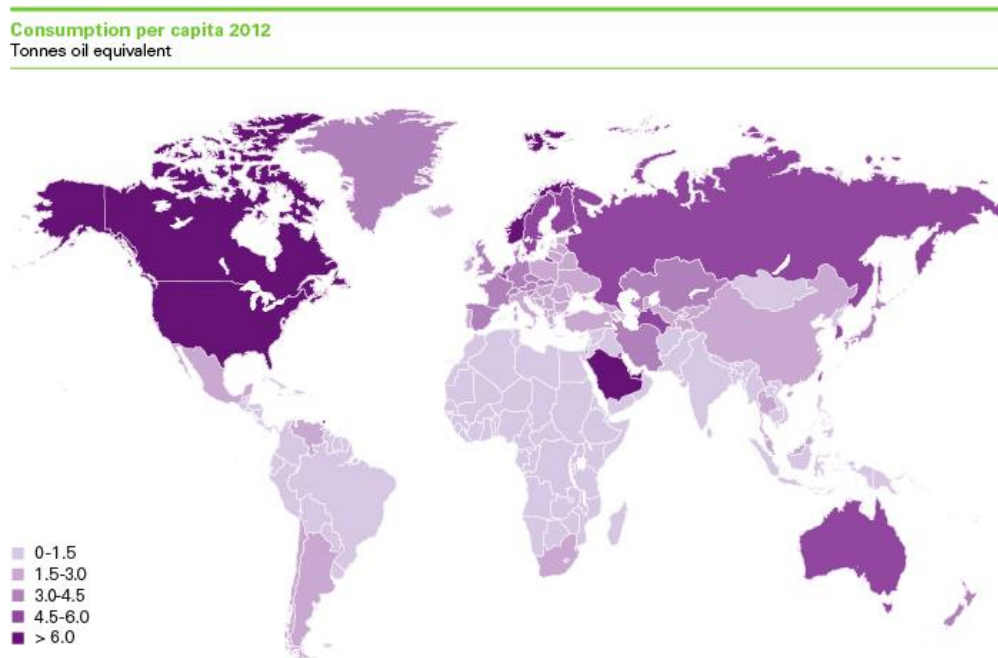 Consumption per capita 2012
Tonnes oil equivalent
0-1.5
1.5-3.0
3.0-4.5
4.5-6.0
> 6.0